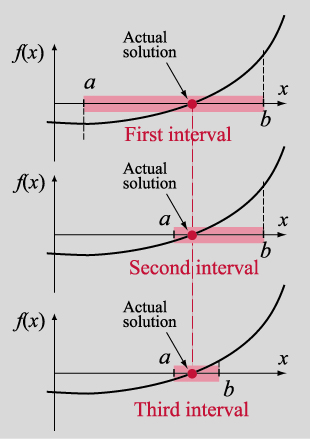 Actual
solution
f(x)
a
x
b
First interval
Actual
solution
f(x)
a
x
b
Second interval
Actual
solution
f(x)
a
x
b
Third interval